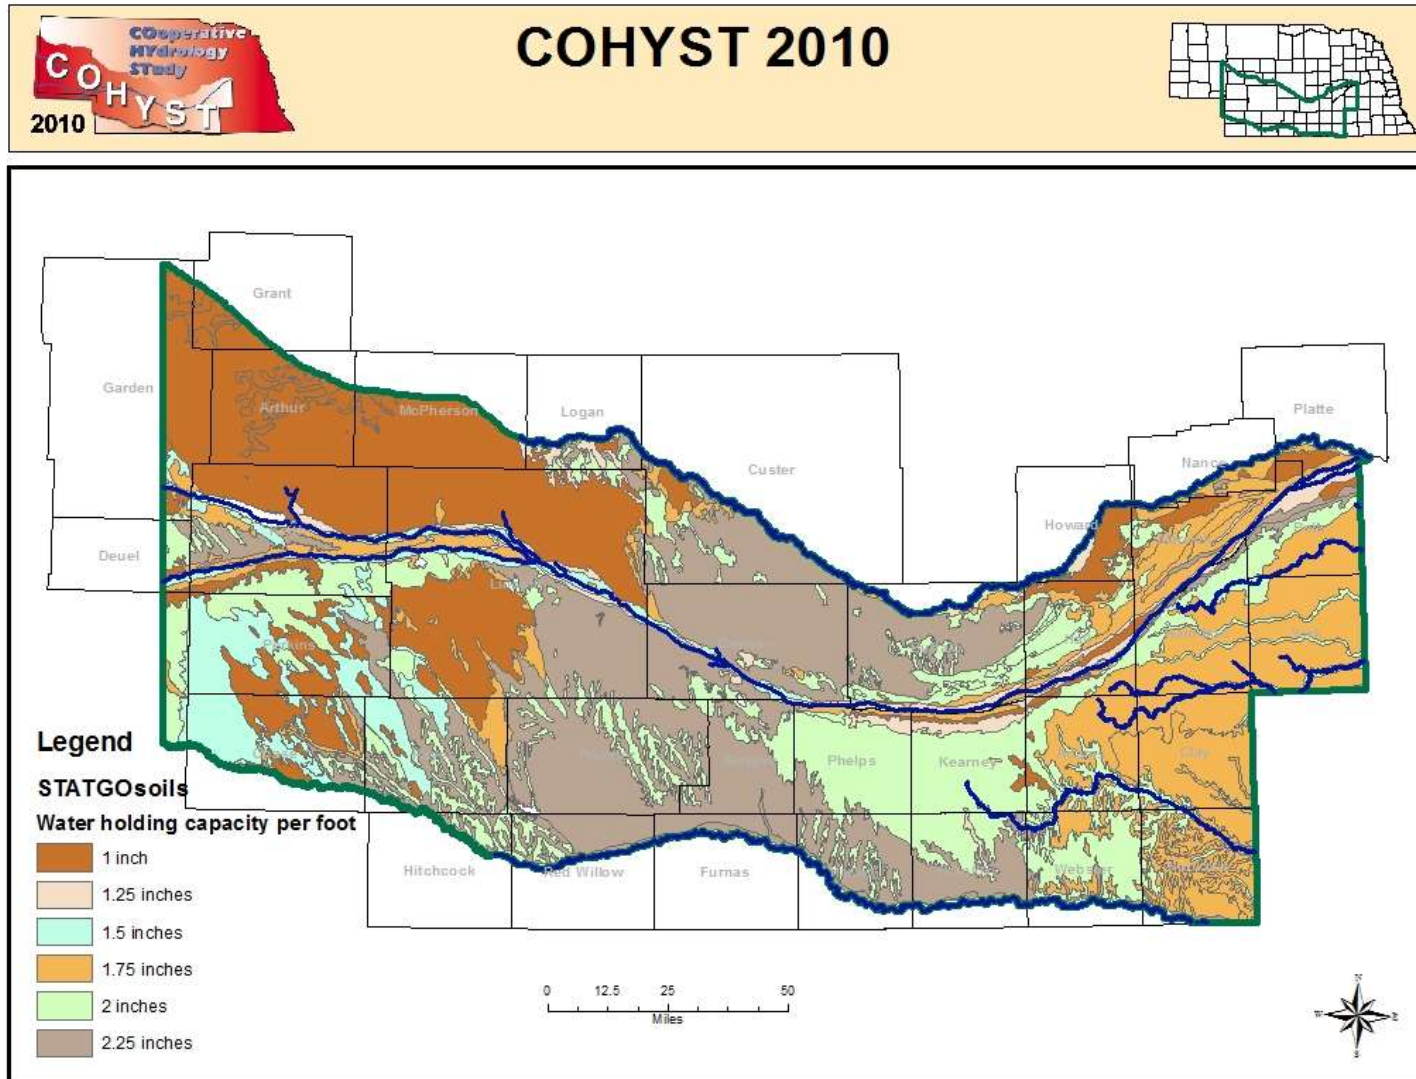 COoperative
HYdrology
STudy
COHYST
2010
COHYST 2010
Grant
Garden
Arthur
McPherson
Logan
Platte
Custer
Nance
Howard
Deuel
Phelps
Kearney
Clay
Hitchcock
Red Willow
Furnas
Webster
Legend
STATGOsoils
Water holding capacity per foot
1 inch
1.25 inches
1.5 inches
1.75 inches
2 inches
2.25 inches
0 12.5 25 50
Miles
N
W E
S